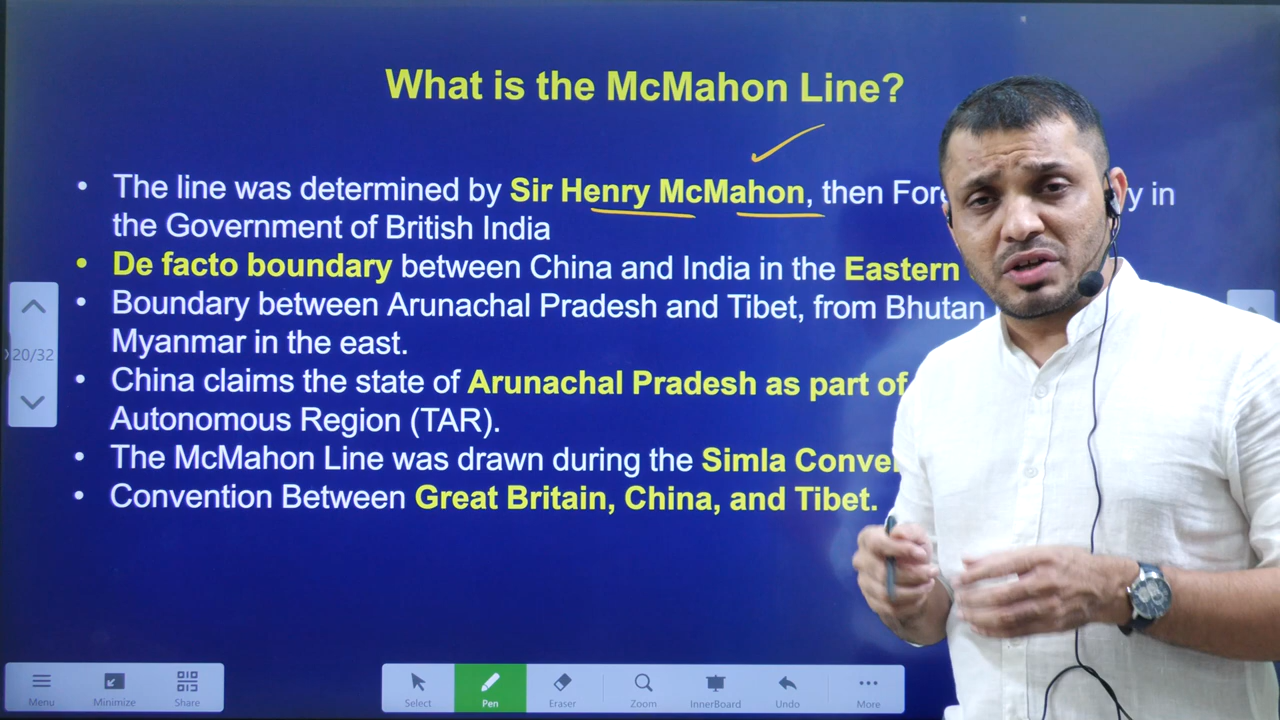 What is the McMahon Line?
• The line was determined by Sir Henry McMahon, then Fore y in
the Government of British India
• De facto boundary between China and India in the Eastern
• Boundary between Arunachal Pradesh and Tibet, from Bhutan
Myanmar in the east.
• China claims the state of Arunachal Pradesh as part of
Autonomous Region (TAR).
• The McMahon Line was drawn during the Simla Conve
• Convention Between Great Britain, China, and Tibet.
20/32
Menu Minimize Share Select Pen Eraser Zoom InnerBoard Undo More